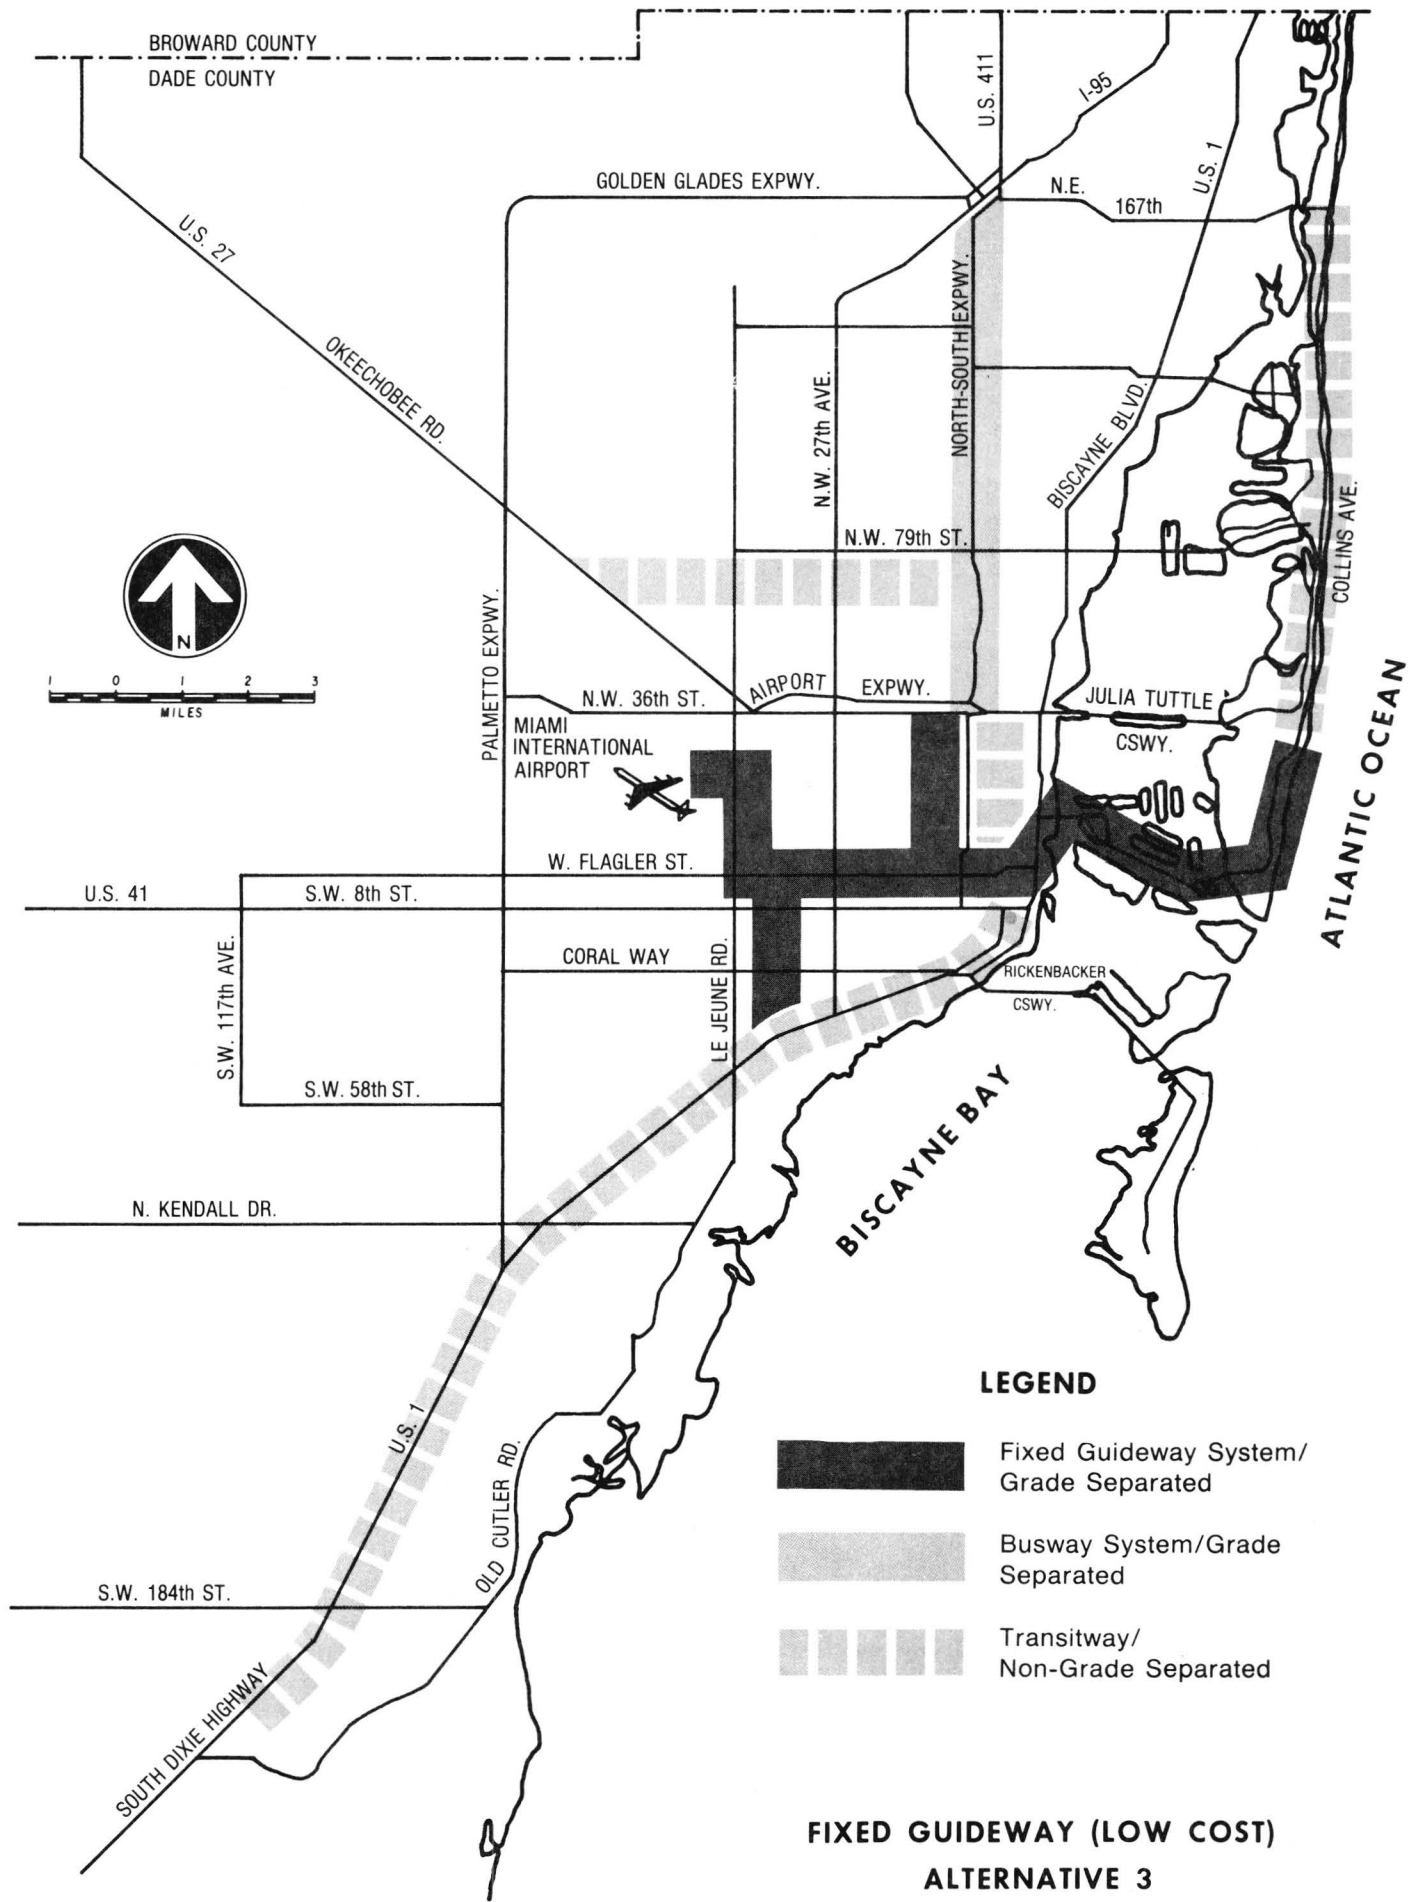 BROWARD COUNTY
DADE COUNTY
U.S. 411
I-95
U.S. 1
GOLDEN GLADES EXPWY.
N.E.
167th
U.S. 27
OKEECHOBEE RD.
NORTH-SOUTH EXPWY.
N.W. 27th AVE.
BISCAYNE BLVD.
N.W. 79th ST.
COLLINS AVE.
N
1 0 1 2 3
MILES
PALMETTO EXPWY.
N.W. 36th ST.
AIRPORT EXPWY.
JULIA TUTTLE
CSWY.
MIAMI
INTERNATIONAL
AIRPORT
ATLANTIC OCEAN
W. FLAGLER ST.
U.S. 41
S.W. 8th ST.
CORAL WAY
S.W. 117th AVE.
LE JEUNE RD.
RICKENBACKER
CSWY.
S.W. 58th ST.
BISCAYNE BAY
N. KENDALL DR.
U.S. 1
OLD CUTLER RD.
S.W. 184th ST.
SOUTH DIXIE HIGHWAY
LEGEND
Fixed Guideway System/
Grade Separated
Busway System/Grade
Separated
Transitway/
Non-Grade Separated
FIXED GUIDEWAY (LOW COST)
ALTERNATIVE 3